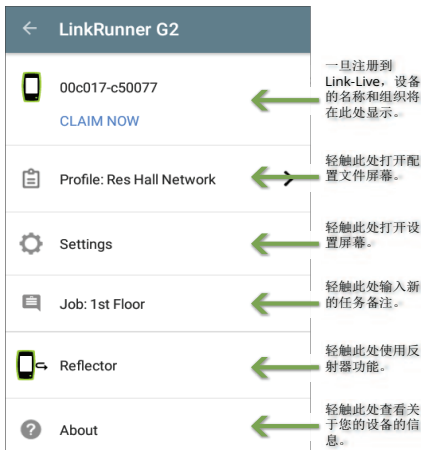 LinkRunner G2
00c017-c50077
CLAIM NOW
一旦注册到
Link-Live，设备
的名称和组织将
在此处显示。
Profile: Res Hall Network
轻触此处打开配
置文件屏幕。
Settings
轻触此处打开设
置屏幕。
Job: 1st Floor
轻触此处输入新
的任务备注。
Reflector
轻触此处使用反
射器功能。
About
轻触此处查看关
于您的设备的信
息。